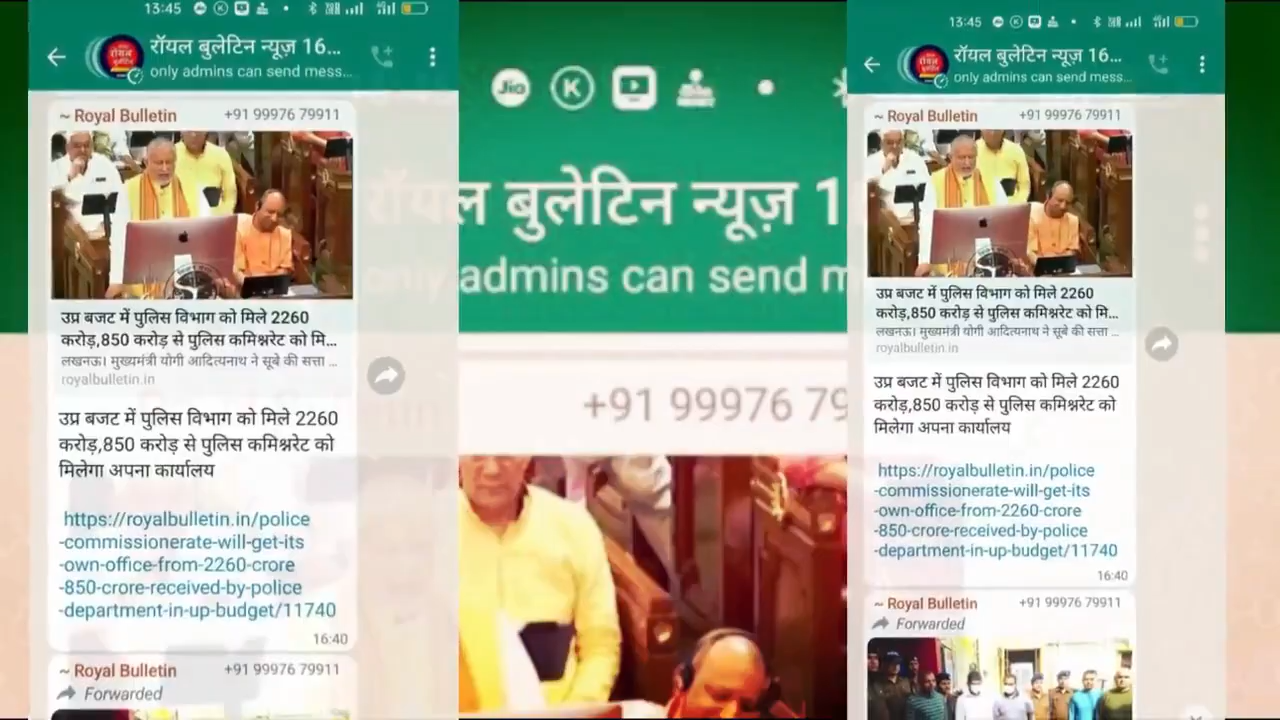 13:45
रॉयल बुलेटिन न्यूज़ 16...
only admins can send mess...
~ Royal Bulletin +91 99976 79911
उप्र बजट में पुलिस विभाग को मिले 2260
करोड़,850 करोड़ से पुलिस कमिश्नरेट को मि...
लखनऊ। मुख्यमंत्री योगी आदित्यनाथ ने सूबे की सत्ता ...
royalbulletin.in
उप्र बजट में पुलिस विभाग को मिले 2260
करोड़,850 करोड़ से पुलिस कमिश्नरेट को
मिलेगा अपना कार्यालय
https://royalbulletin.in/police
-commissionerate-will-get-its
-own-office-from-2260-crore
-850-crore-received-by-police
-department-in-up-budget/11740
16:40
~ Royal Bulletin +91 99976 79911
Forwarded
Jio K
रॉयल बुलेटिन न्यूज़ 1
only admins can send m
+91 99976 79
13:45
रॉयल बुलेटिन न्यूज़ 16...
only admins can send mess...
~ Royal Bulletin +91 99976 79911
उप्र बजट में पुलिस विभाग को मिले 2260
करोड़,850 करोड़ से पुलिस कमिश्नरेट को मि...
लखनऊ। मुख्यमंत्री योगी आदित्यनाथ ने सूबे की सत्ता ...
royalbulletin.in
उप्र बजट में पुलिस विभाग को मिले 2260
करोड़,850 करोड़ से पुलिस कमिश्नरेट को
मिलेगा अपना कार्यालय
https://royalbulletin.in/police
-commissionerate-will-get-its
-own-office-from-2260-crore
-850-crore-received-by-police
-department-in-up-budget/11740
16:40
~ Royal Bulletin +91 99976 79911
Forwarded